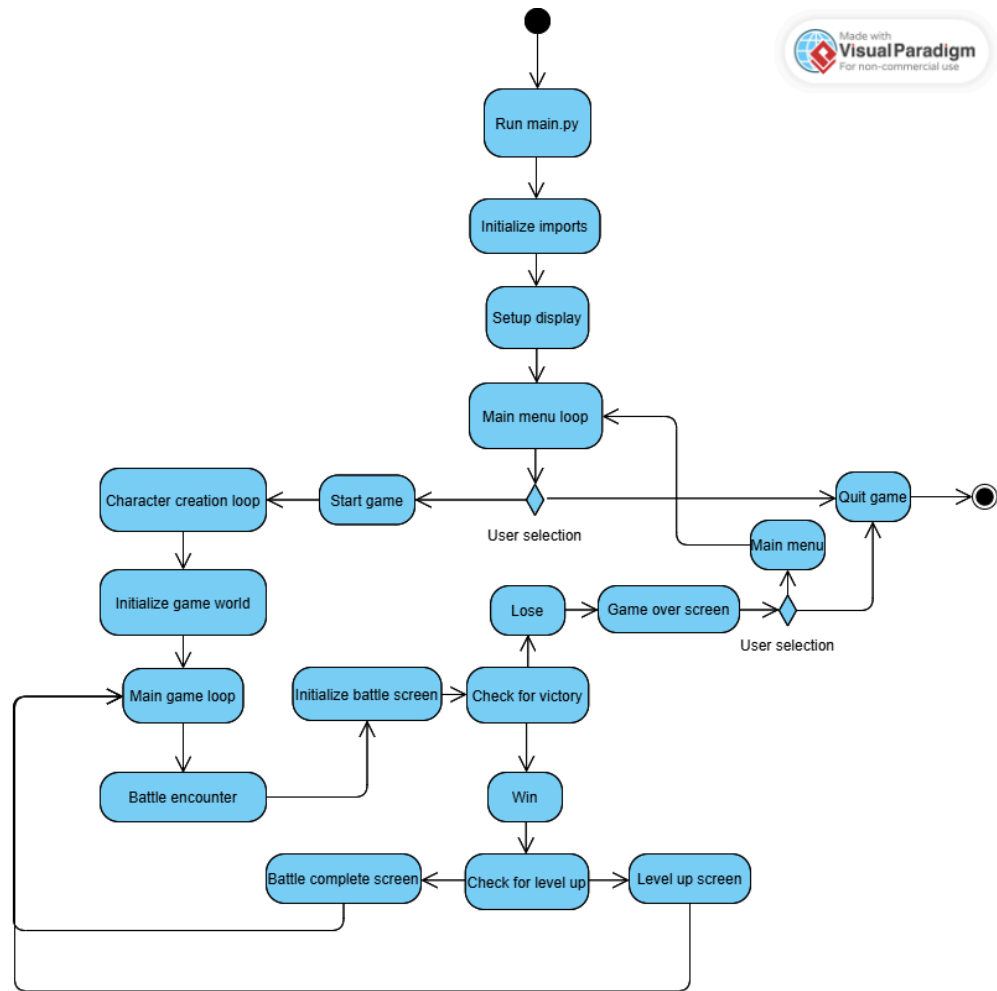 Made with
Visual Paradigm
For non-commercial use
Run main.py
Initialize imports
Setup display
Main menu loop
Character creation loop
Start game
Quit game
User selection
Main menu
Initialize game world
Lose
Game over screen
User selection
Main game loop
Initialize battle screen
Check for victory
Battle encounter
Win
Battle complete screen
Check for level up
Level up screen